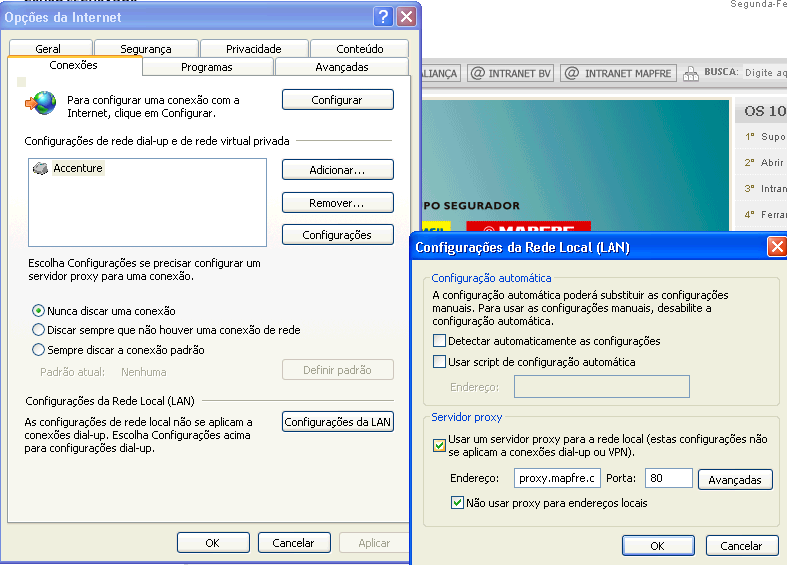 Segunda-Fe
Opções da Internet
Geral
Segurança
Privacidade
Conteúdo
Conexões
Programas
Avançadas
Para configurar uma conexão com a
Internet, clique em Configurar.
Configurar
Configurações de rede dial-up e de rede virtual privada
Accenture
Adicionar...
Remover...
Configurações
Escolha Configurações se precisar configurar um
servidor proxy para uma conexão.
Nunca discar uma conexão
Discar sempre que não houver uma conexão de rede
Sempre discar a conexão padrão
Padrão atual: Nenhuma
Definir padrão
Configurações da Rede Local (LAN)
As configurações de rede local não se aplicam a
conexões dial-up. Escolha Configurações acima
para configurações dial-up.
Configurações da LAN
OK
Cancelar
Aplicar
ALIANÇA
INTRANET BV
INTRANET MAPFRE
BUSCA: Digite aq
OS 10
1º Supo
2º Abrir
3º Intran
4º Ferra
PO SEGURADOR
MAPFRE
Configurações da Rede Local (LAN)
Configuração automática
A configuração automática poderá substituir as configurações
manuais. Para usar as configurações manuais, desabilite a
configuração automática.
Detectar automaticamente as configurações
Usar script de configuração automática
Endereço:
Servidor proxy
Usar um servidor proxy para a rede local (estas configurações não
se aplicam a conexões dial-up ou VPN).
Endereço: proxy.mapfre.c Porta: 80 Avançadas
Não usar proxy para endereços locais
OK
Cancelar